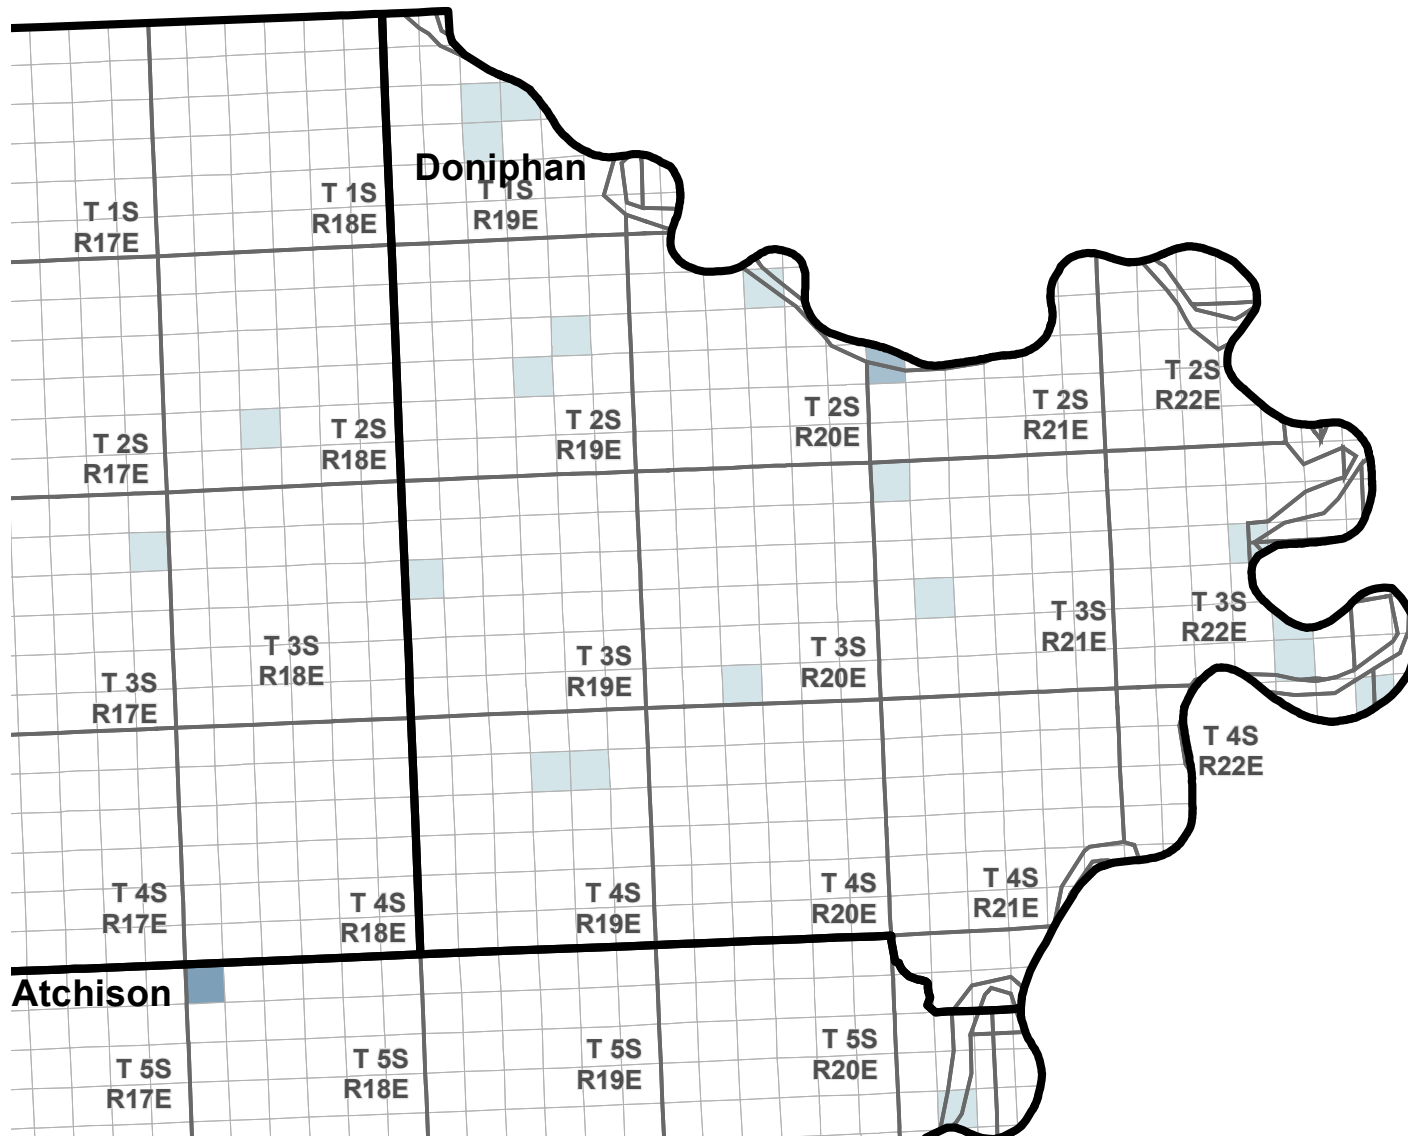 Doniphan
T 1S
R17E
T 1S
R18E
T 1S
R19E
T 2S
R17E
T 2S
R18E
T 2S
R19E
T 2S
R20E
T 2S
R21E
T 2S
R22E
T 3S
R17E
T 3S
R18E
T 3S
R19E
T 3S
R20E
T 3S
R21E
T 3S
R22E
T 4S
R17E
T 4S
R18E
T 4S
R19E
T 4S
R20E
T 4S
R21E
T 4S
R22E
Atchison
T 5S
R17E
T 5S
R18E
T 5S
R19E
T 5S
R20E